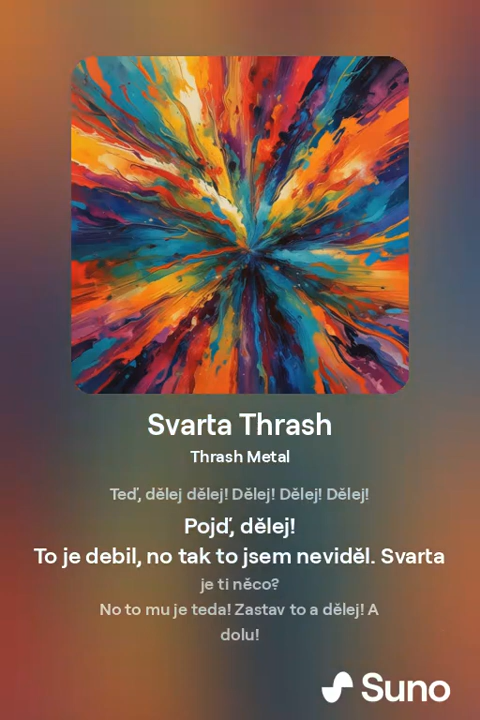 Svarta Thrash
Thrash Metal
Teď, dělej dělej! Dělej! Dělej! Dělej!
Pojď, dělej!
To je debil, no tak to jsem neviděl. Svarta
je ti něco?
No to mu je teda! Zastav to a dělej! A
dolu!
Suno